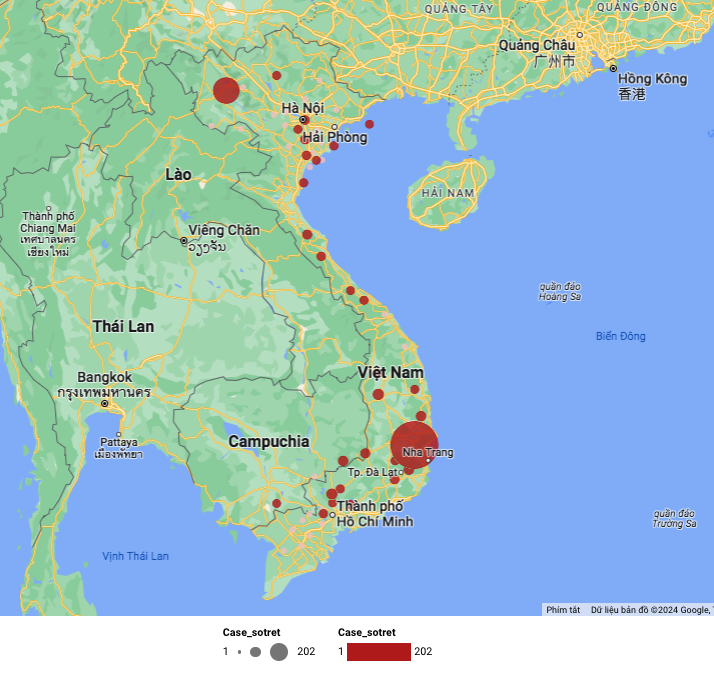 QUẢNG TÂY
QUẢNG ĐÔNG
Quảng Châu
广州市
Hồng Kông
香港
Hà Nội
Hải Phòng
Lào
HẢI NAM
Thành phố
Chiang Mai
เทศบาลนคร
เชียงใหม่
Viêng Chăn
ວຽງຈັນ
quần đảo
Hoàng Sa
Thái Lan
Biển Đông
Việt Nam
Bangkok
กรุงเทพมหานคร
Campuchia
Pattaya
เมืองพัทยา
Nha Trang
Tp. Đà Lạt
Thành phố
Hồ Chí Minh
quần đảo
Trường Sa
Vịnh Thái Lan
Phím tắt
Dữ liệu bản đồ ©2024 Google,
Case_sotret
1
202
Case_sotret
1
202